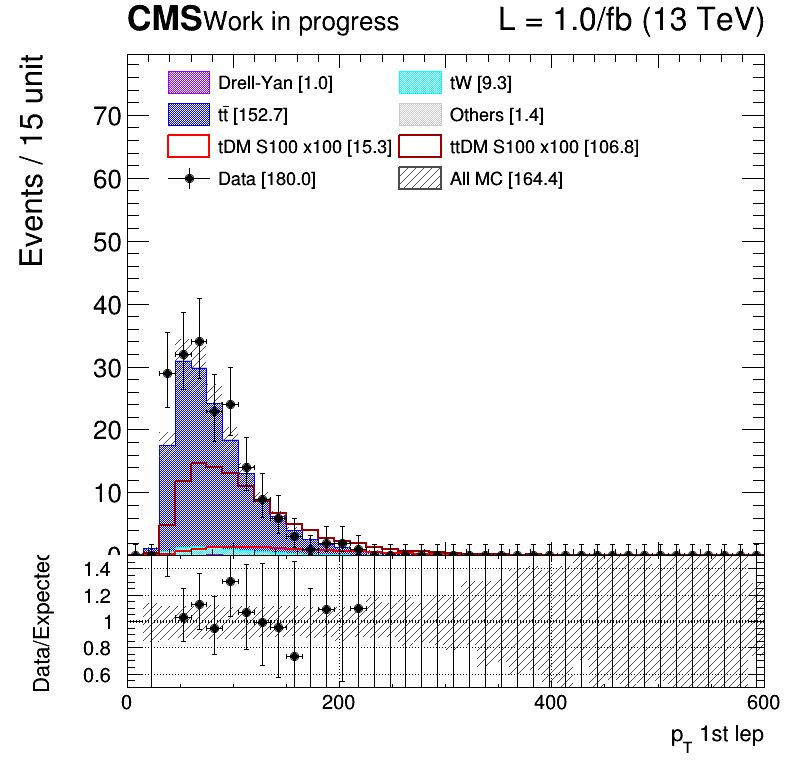 CMS Work in progress L = 1.0/fb (13 TeV)
Events / 15 unit
Drell-Yan [1.0] tW [9.3]
tt̄ [152.7] Others [1.4]
tDM S100 x100 [15.3] ttDM S100 x100 [106.8]
Data [180.0] All MC [164.4]
70
60
50
40
30
20
10
0
Data/Expected
1.4
1.2
1
0.8
0.6
0 200 400 600
p_T 1st lep